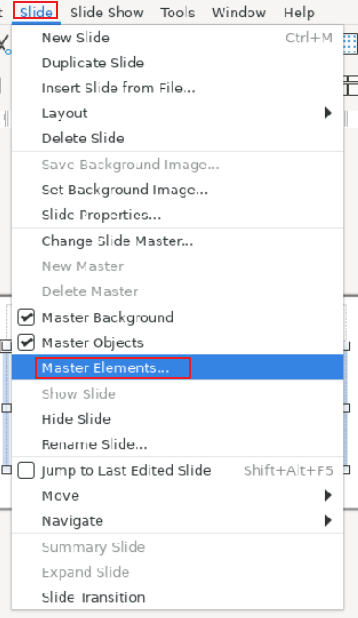 Slide Slide Show Tools Window Help
New Slide Ctrl+M
Duplicate Slide
Insert Slide from File...
Layout
Delete Slide
Save Background Image...
Set Background Image...
Slide Properties...
Change Slide Master...
New Master
Delete Master
Master Background
Master Objects
Master Elements...
Show Slide
Hide Slide
Rename Slide...
Jump to Last Edited Slide Shift+Alt+F5
Move
Navigate
Summary Slide
Expand Slide
Slide Transition